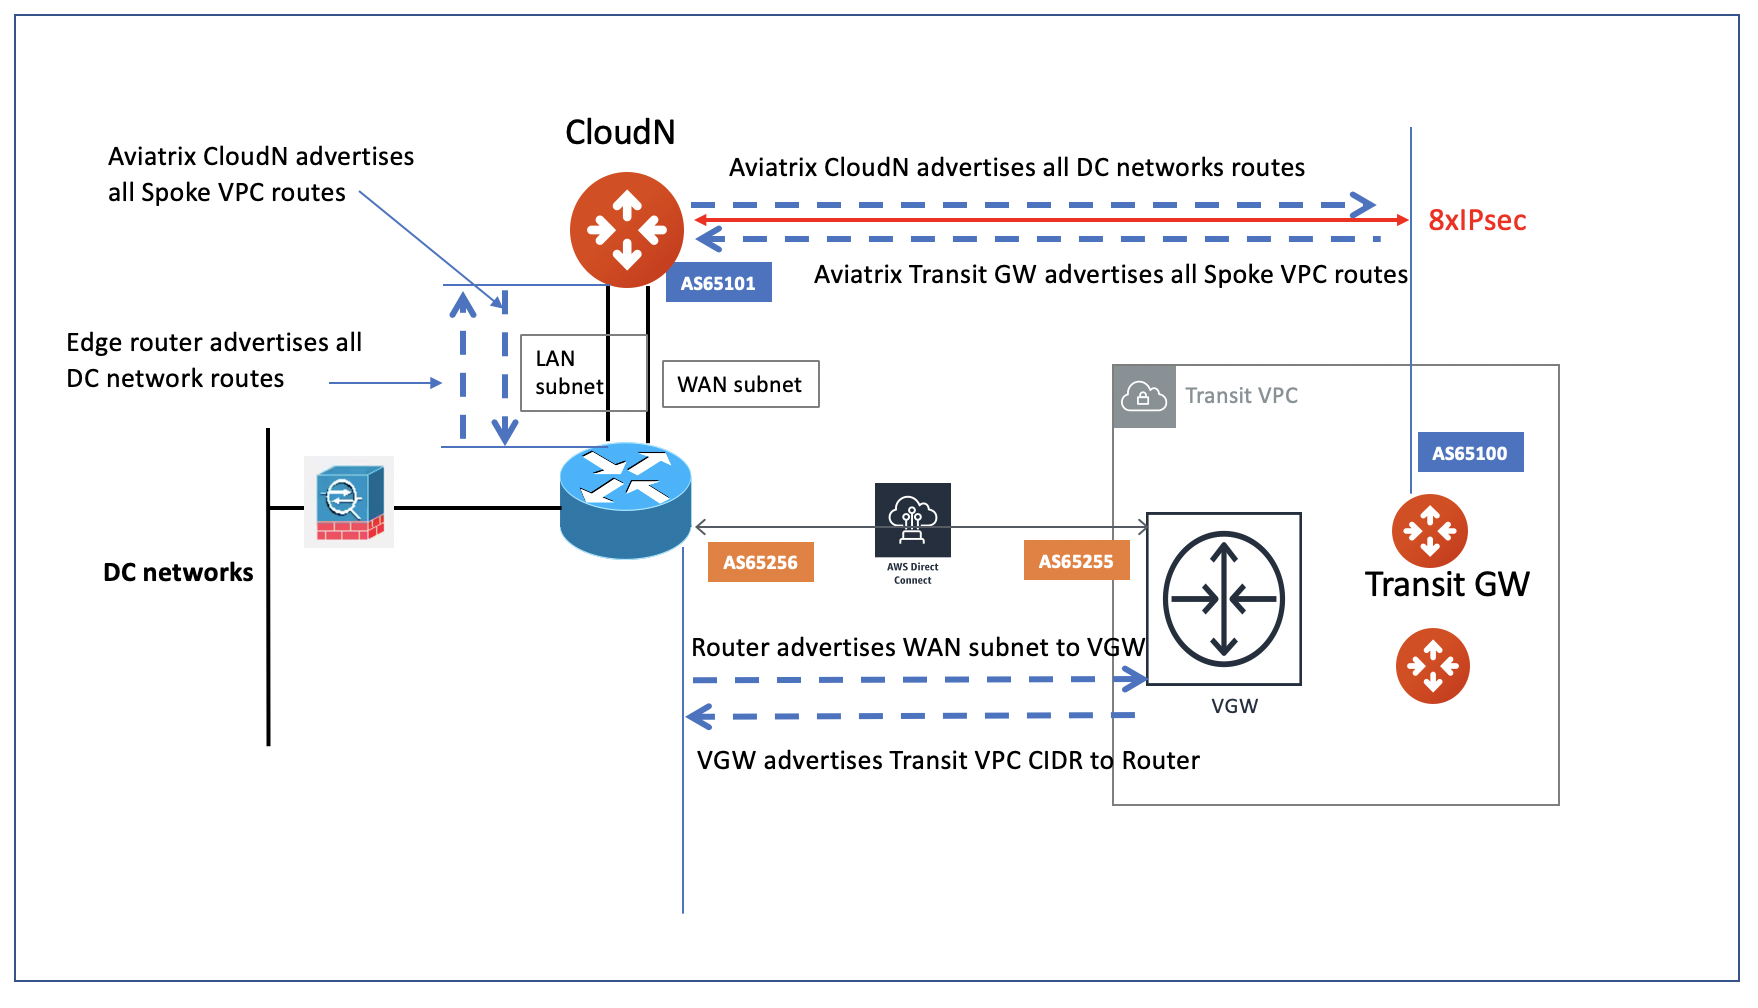 CloudN
Aviatrix CloudN advertises
all Spoke VPC routes
Aviatrix CloudN advertises all DC networks routes
8xIPsec
Aviatrix Transit GW advertises all Spoke VPC routes
AS65101
Edge router advertises all
DC network routes
LAN
subnet
WAN subnet
Transit VPC
AS65100
AS65256
AWS Direct
Connect
AS65255
DC networks
Transit GW
Router advertises WAN subnet to VGW
VGW
VGW advertises Transit VPC CIDR to Router